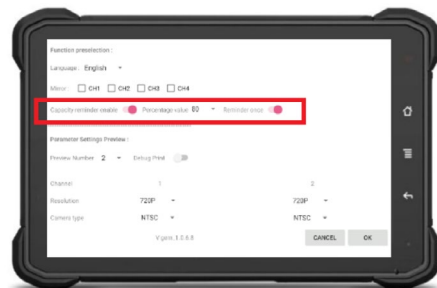 Function preselection :
Language : English
Mirror : CH1 CH2 CH3 CH4
Capacity reminder enable Percentage value 80 Reminder once
Parameter Settings Preview :
Preview Number 2 Debug Print
Channel 1 2
Resolution 720P 720P
Camera type NTSC NTSC
CANCEL OK